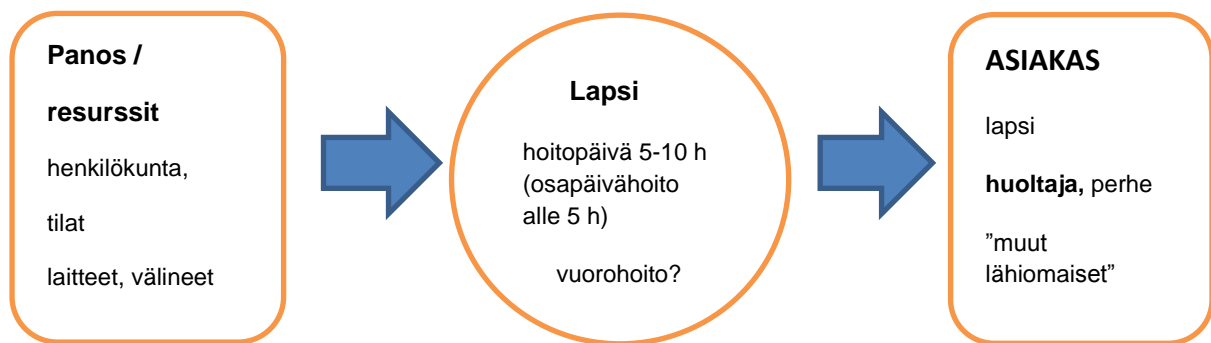 Panos /
resurssit
henkilökunta,
tilat
laitteet, välineet
Lapsi
hoitopäivä 5-10 h
(osapäivähoito
alle 5 h)
vuorohoito?
ASIAKAS
lapsi
huoltaja, perhe
”muut
lähiomaiset”